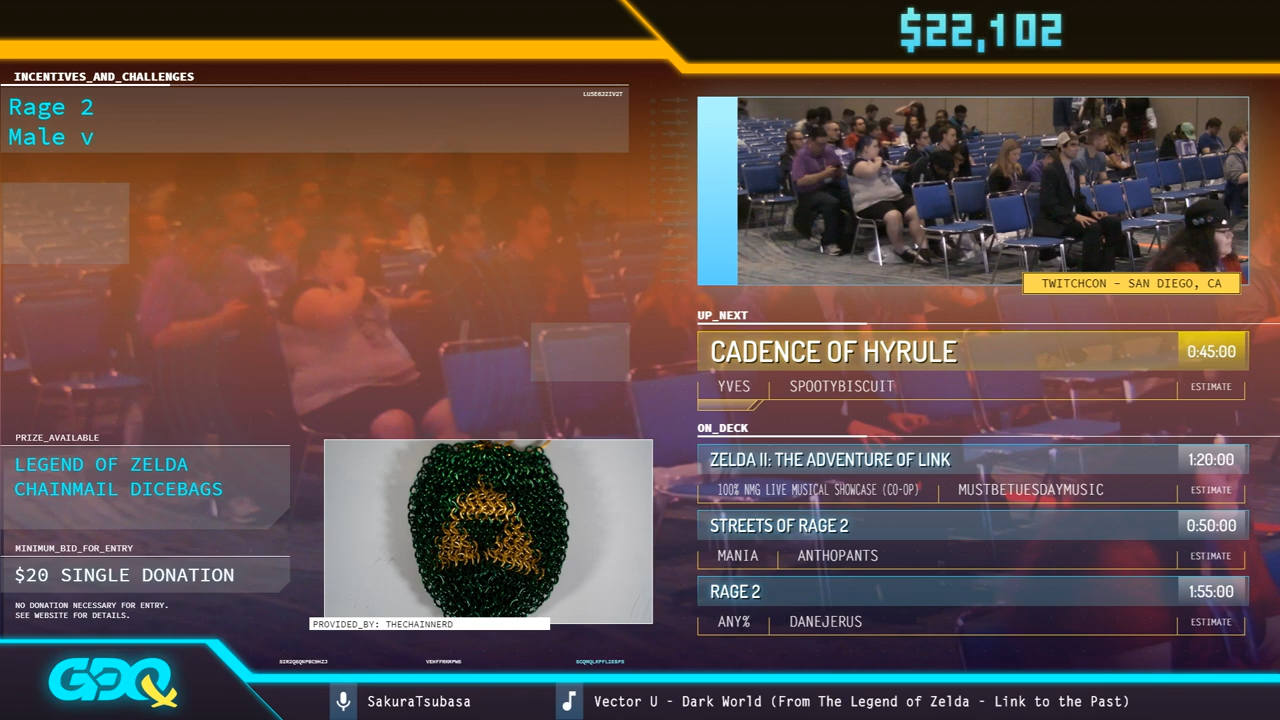 $22,102
INCENTIVES_AND_CHALLENGES
Rage 2
Male v
TWITCHCON - SAN DIEGO, CA
UP_NEXT
CADENCE OF HYRULE
0:45:00
YVES
SPOOTYBISCUIT
ESTIMATE
ON_DECK
ZELDA II: THE ADVENTURE OF LINK
1:20:00
100% NMG LIVE MUSICAL SHOWCASE (CO-OP)
MUSTBETUESDAYMUSIC
ESTIMATE
STREETS OF RAGE 2
0:50:00
MANIA
ANTHOPANTS
ESTIMATE
RAGE 2
1:55:00
ANY%
DANEJERUS
ESTIMATE
PRIZE_AVAILABLE
LEGEND OF ZELDA
CHAINMAIL DICEBAGS
MINIMUM_BID_FOR_ENTRY
$20 SINGLE DONATION
NO DONATION NECESSARY FOR ENTRY.
SEE WEBSITE FOR DETAILS.
PROVIDED_BY: THECHAINNERD
GDQ
SakuraTsubasa
Vector U - Dark World (From The Legend of Zelda - Link to the Past)